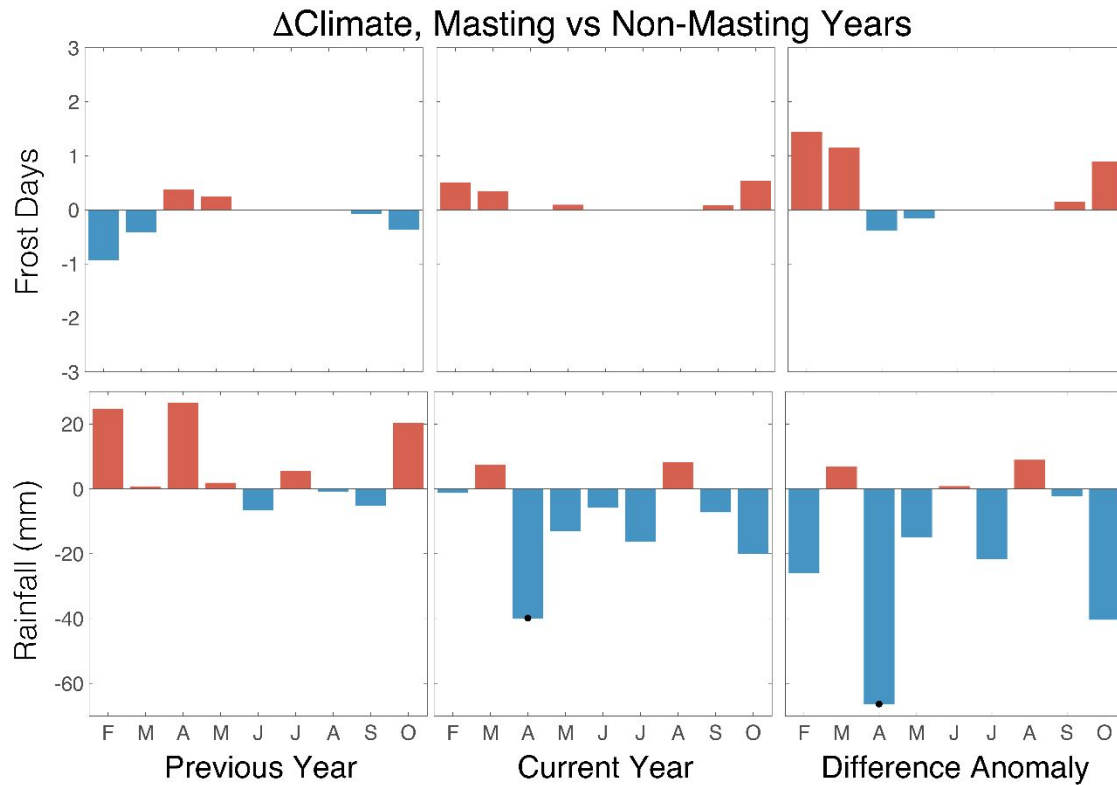 ΔClimate, Masting vs Non-Masting Years
Frost Days
3
2
1
0
-1
-2
-3
Rainfall (mm)
20
0
-20
-40
-60
F M A M J J A S O
F M A M J J A S O
F M A M J J A S O
Previous Year
Current Year
Difference Anomaly